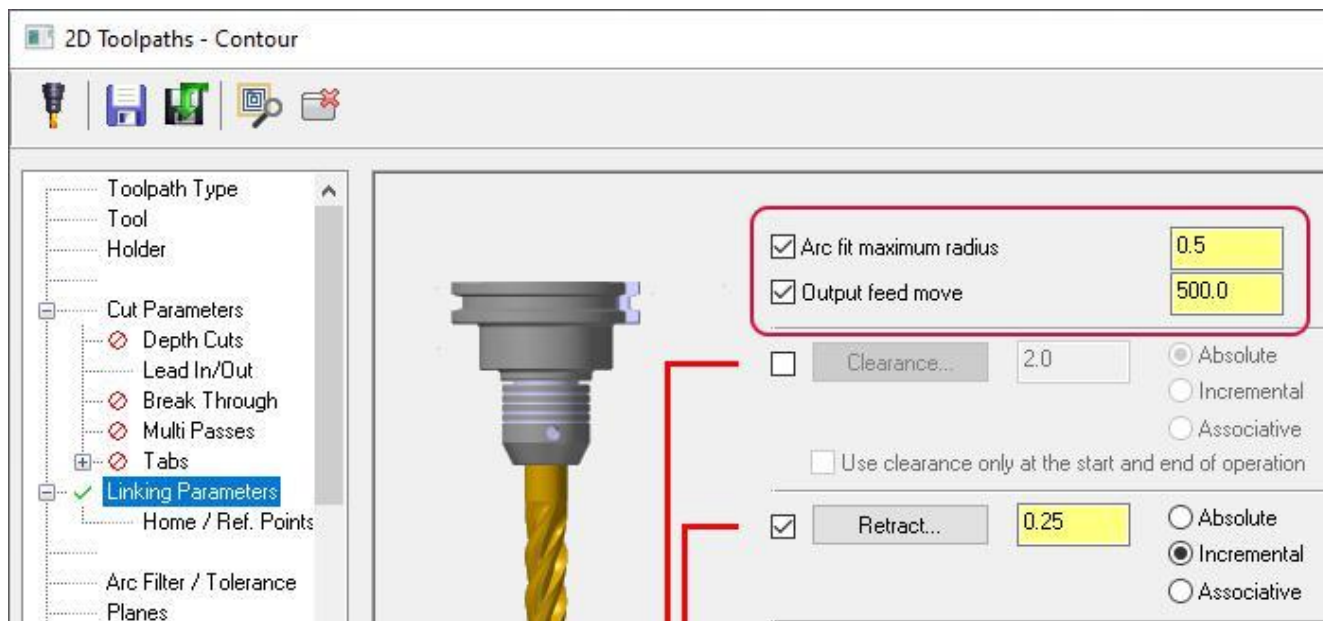 2D Toolpaths - Contour
Toolpath Type
Tool
Holder
Cut Parameters
Depth Cuts
Lead In/Out
Break Through
Multi Passes
Tabs
Linking Parameters
Home / Ref. Points
Arc Filter / Tolerance
Planes
Arc fit maximum radius 0.5
Output feed move 500.0
Clearance... 2.0 Absolute
Incremental
Associative
Use clearance only at the start and end of operation
Retract... 0.25 Absolute
Incremental
Associative